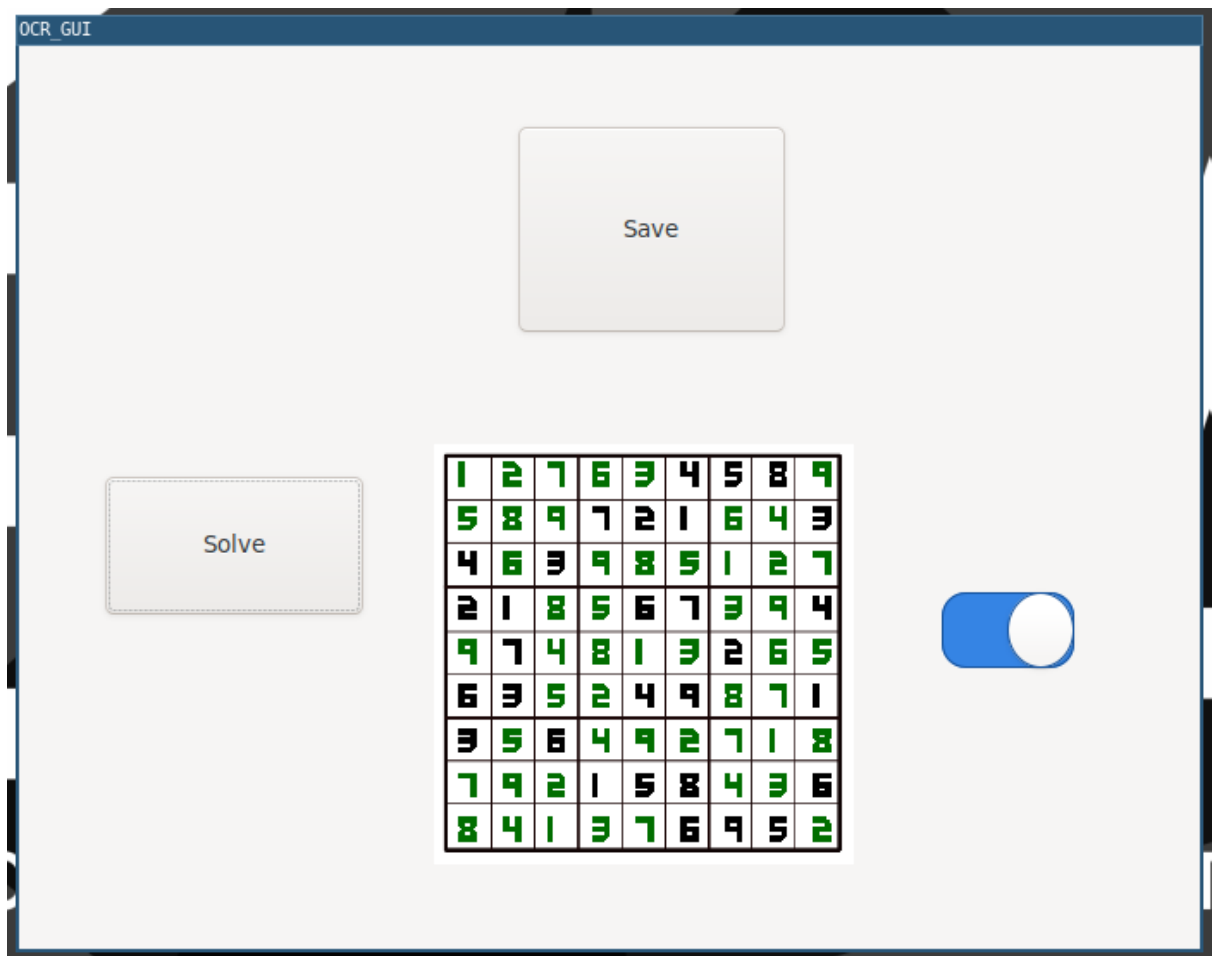 OCR_GUI
Save
Solve
1 2 7 6 3 4 5 8 9
5 8 9 7 2 1 6 4 3
4 6 3 9 8 5 1 2 7
2 1 8 5 6 7 3 9 4
9 7 4 8 1 3 2 6 5
6 3 5 2 4 9 8 7 1
3 5 6 4 9 2 7 1 8
7 9 2 1 5 8 4 3 6
8 4 1 3 7 6 9 5 2